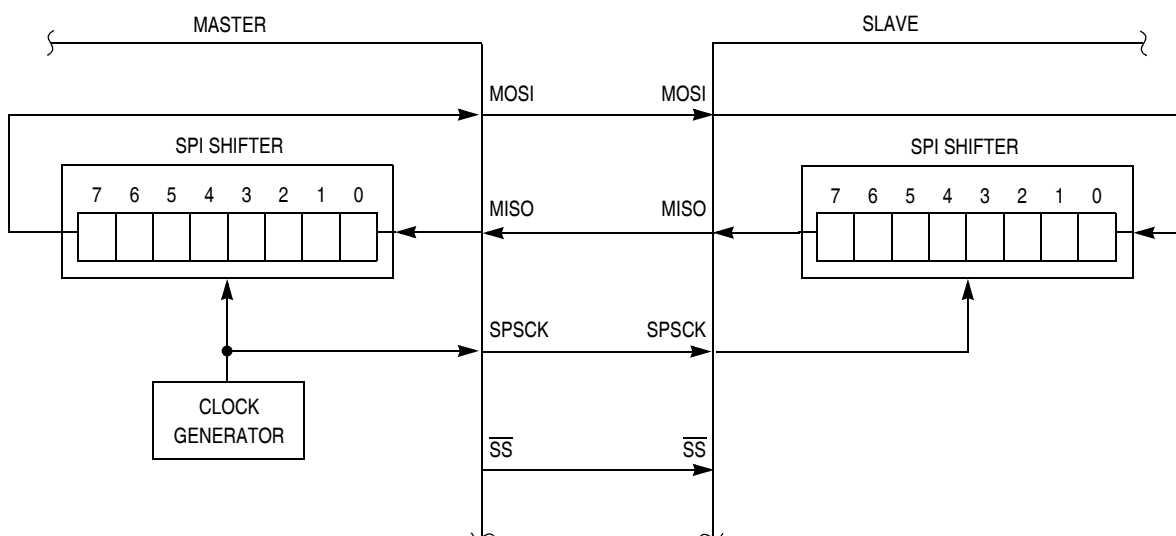 MASTER
SLAVE
MOSI MOSI
SPI SHIFTER
SPI SHIFTER
7 6 5 4 3 2 1 0
MISO MISO
7 6 5 4 3 2 1 0
SPSCK SPSCK
CLOCK
GENERATOR
SS SS